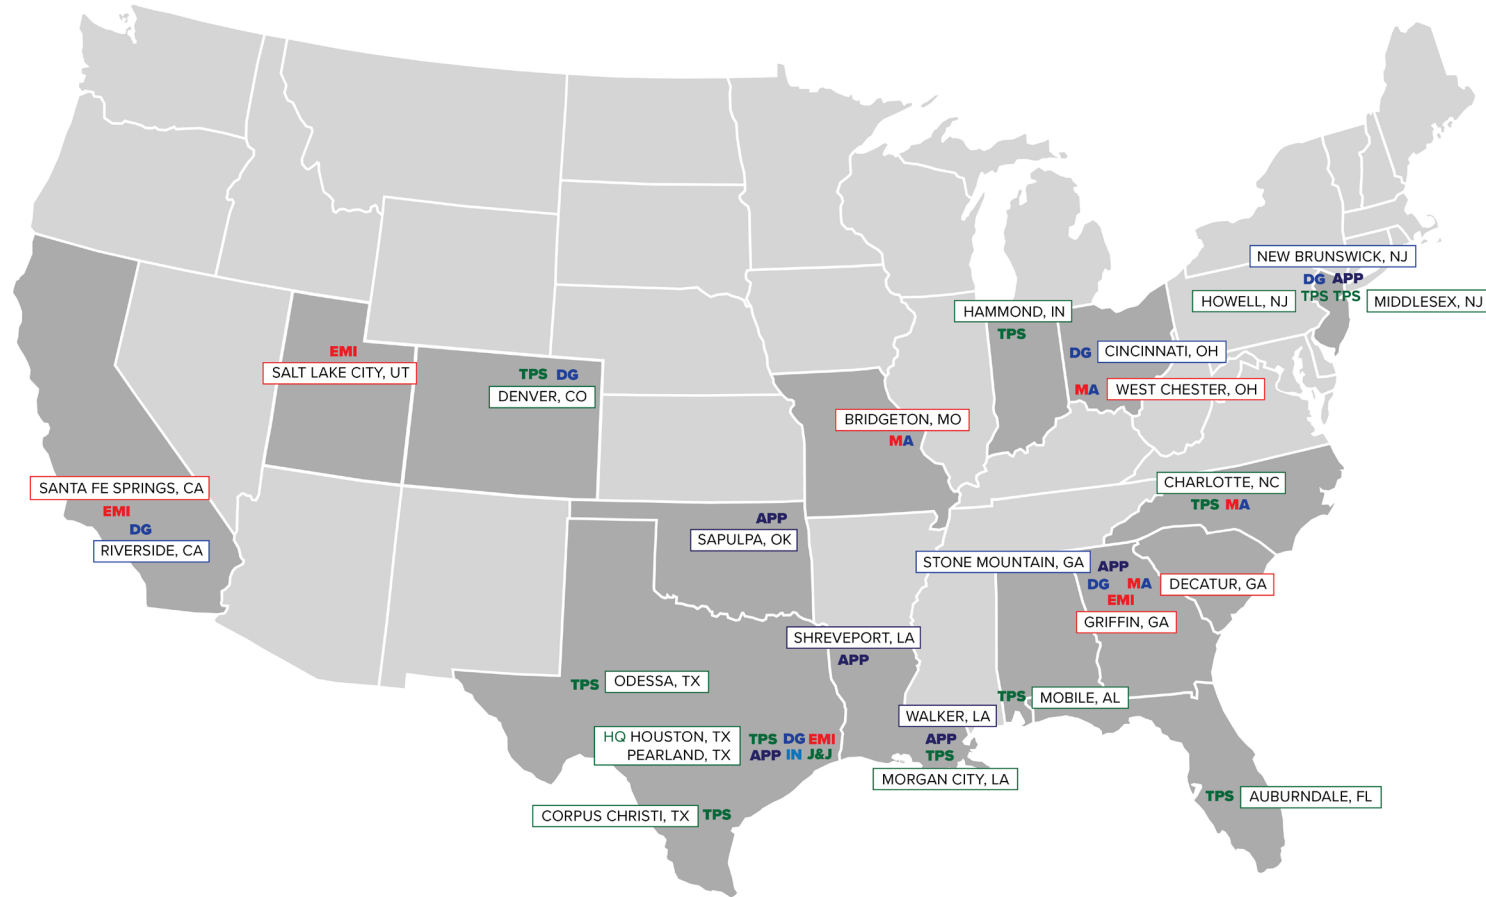 NEW BRUNSWICK, NJ
DG APP
HOWELL, NJ
TPS TPS
MIDDLESEX, NJ
HAMMOND, IN
TPS
DG
CINCINNATI, OH
EMI
SALT LAKE CITY, UT
TPS DG
DENVER, CO
MA
WEST CHESTER, OH
BRIDGETON, MO
MA
SANTA FE SPRINGS, CA
EMI
DG
RIVERSIDE, CA
CHARLOTTE, NC
TPS MA
APP
SAPULPA, OK
STONE MOUNTAIN, GA
APP
DG MA
DECATUR, GA
EMI
GRIFFIN, GA
SHREVEPORT, LA
APP
TPS
ODESSA, TX
TPS
MOBILE, AL
WALKER, LA
APP
TPS
MORGAN CITY, LA
HQ HOUSTON, TX
PEARLAND, TX
TPS DG EMI
APP IN J&J
CORPUS CHRISTI, TX
TPS
TPS
AUBURNDALE, FL